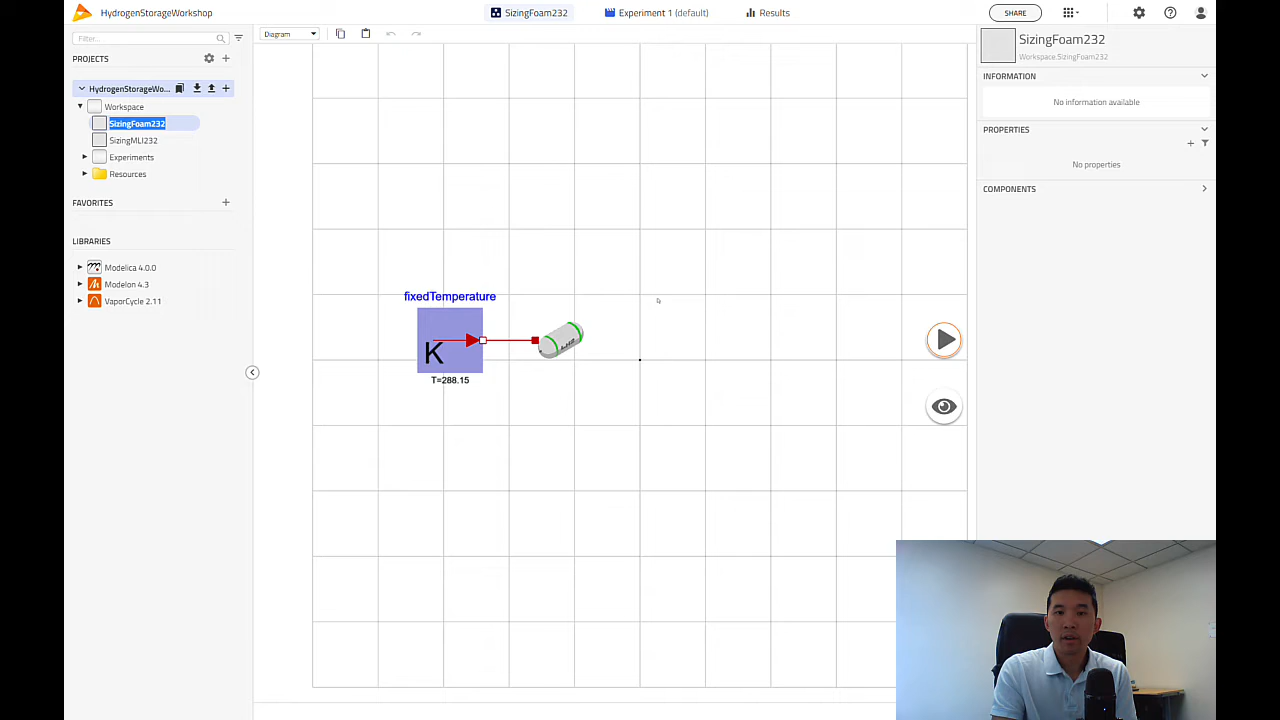 HydrogenStorageWorkshop
SizingFoam232
Experiment 1 (default)
Results
SHARE
Filter...
Diagram
PROJECTS
HydrogenStorageWo...
Workspace
SizingFoam232
SizingMLI232
Experiments
Resources
FAVORITES
LIBRARIES
Modelica 4.0.0
Modelon 4.3
VaporCycle 2.11
fixedTemperature
K
T=288.15
SizingFoam232
Workspace.SizingFoam232
INFORMATION
No information available
PROPERTIES
No properties
COMPONENTS